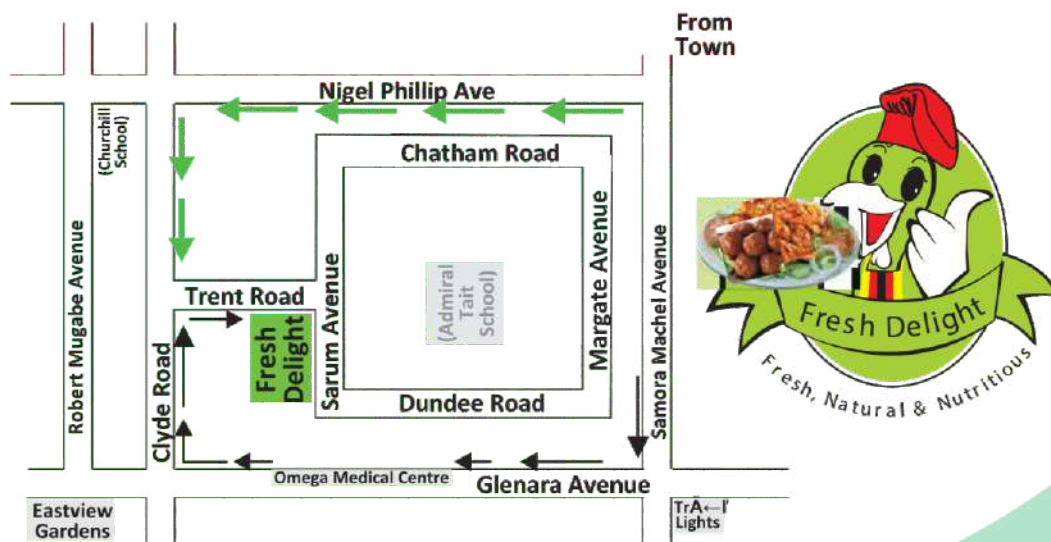 From
Town
Nigel Phillip Ave
(Churchill
School)
Chatham Road
Robert Mugabe Avenue
Clyde Road
Trent Road
Fresh
Delight
Sarum Avenue
(Admiral
Tait
School)
Margate Avenue
Samora Machel Avenue
Dundee Road
Omega Medical Centre
Glenara Avenue
Eastview
Gardens
Lights
Fresh Delight
Fresh, Natural & Nutritious